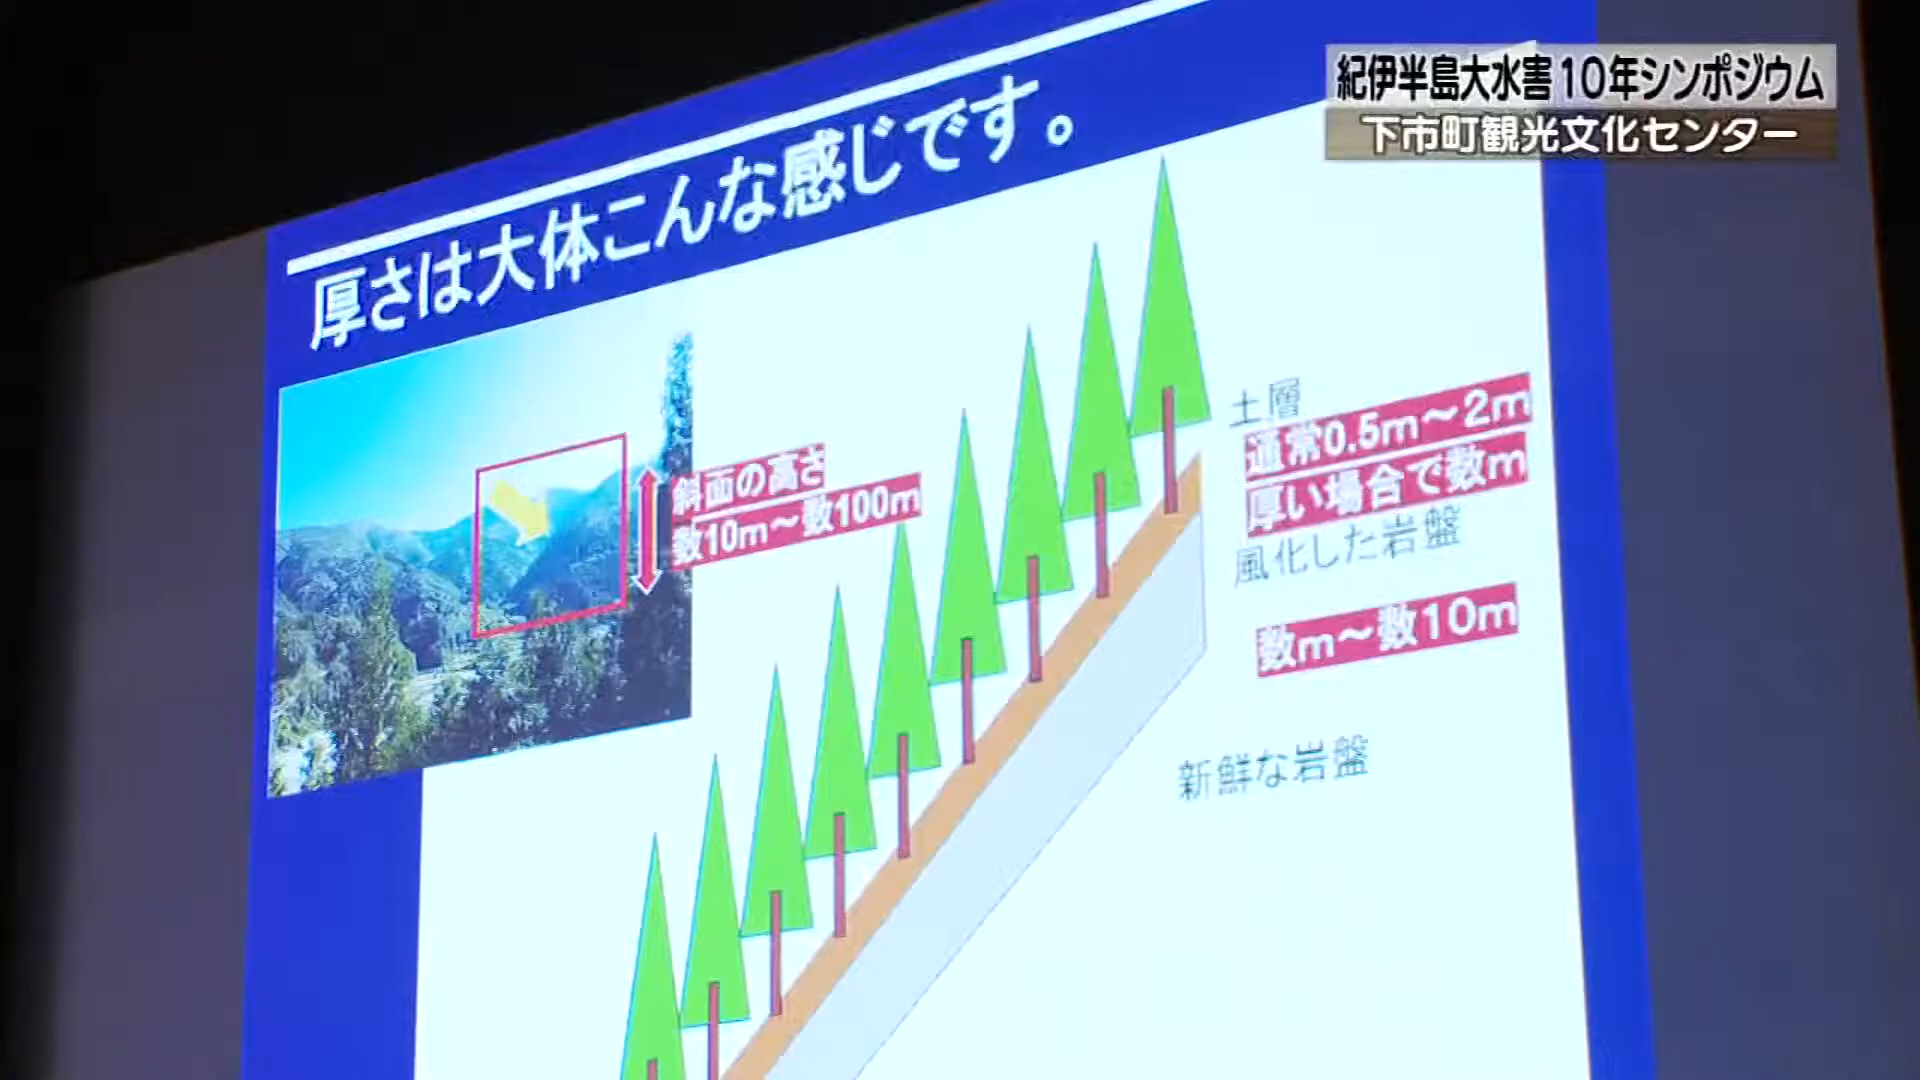 紀伊半島大水害10年シンポジウム
下市町観光文化センター
厚さは大体こんな感じです。
斜面の高さ
数10m～数100m
土層
通常0.5m～2m
厚い場合で数m
風化した岩盤
数m～数10m
新鮮な岩盤